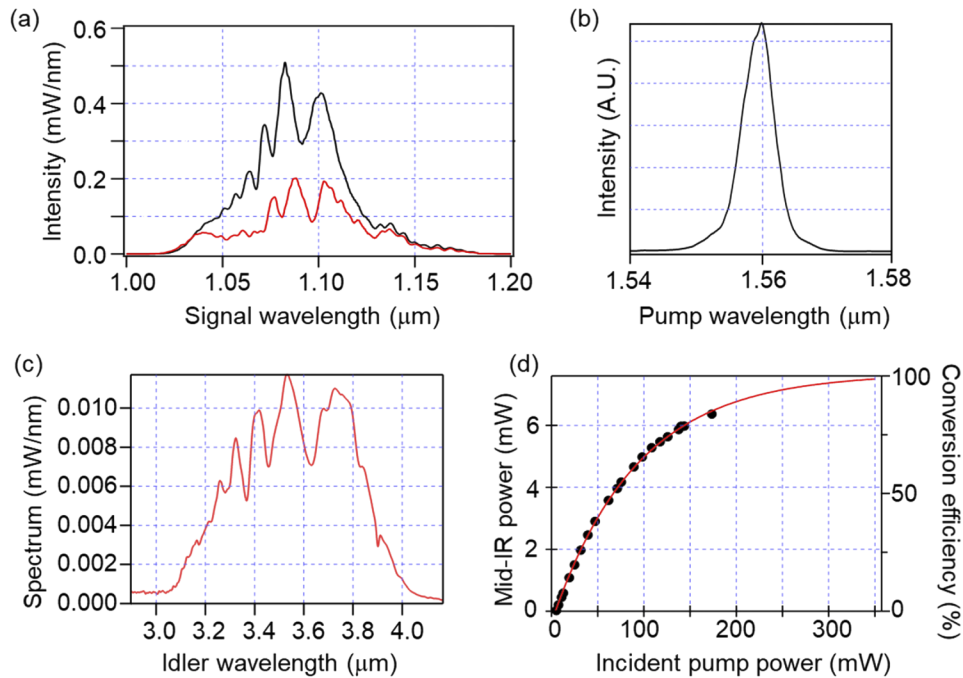 (a)
0.6
0.4
0.2
0.0
Intensity (mW/nm)
1.00
1.05
1.10
1.15
1.20
Signal wavelength (μm)
(b)
Intensity (A.U.)
1.54
1.56
1.58
Pump wavelength (μm)
(c)
0.010
0.008
0.006
0.004
0.002
0.000
Spectrum (mW/nm)
3.0
3.2
3.4
3.6
3.8
4.0
Idler wavelength (μm)
(d)
6
4
2
0
Mid-IR power (mW)
100
50
0
Conversion efficiency (%)
0
100
200
300
Incident pump power (mW)